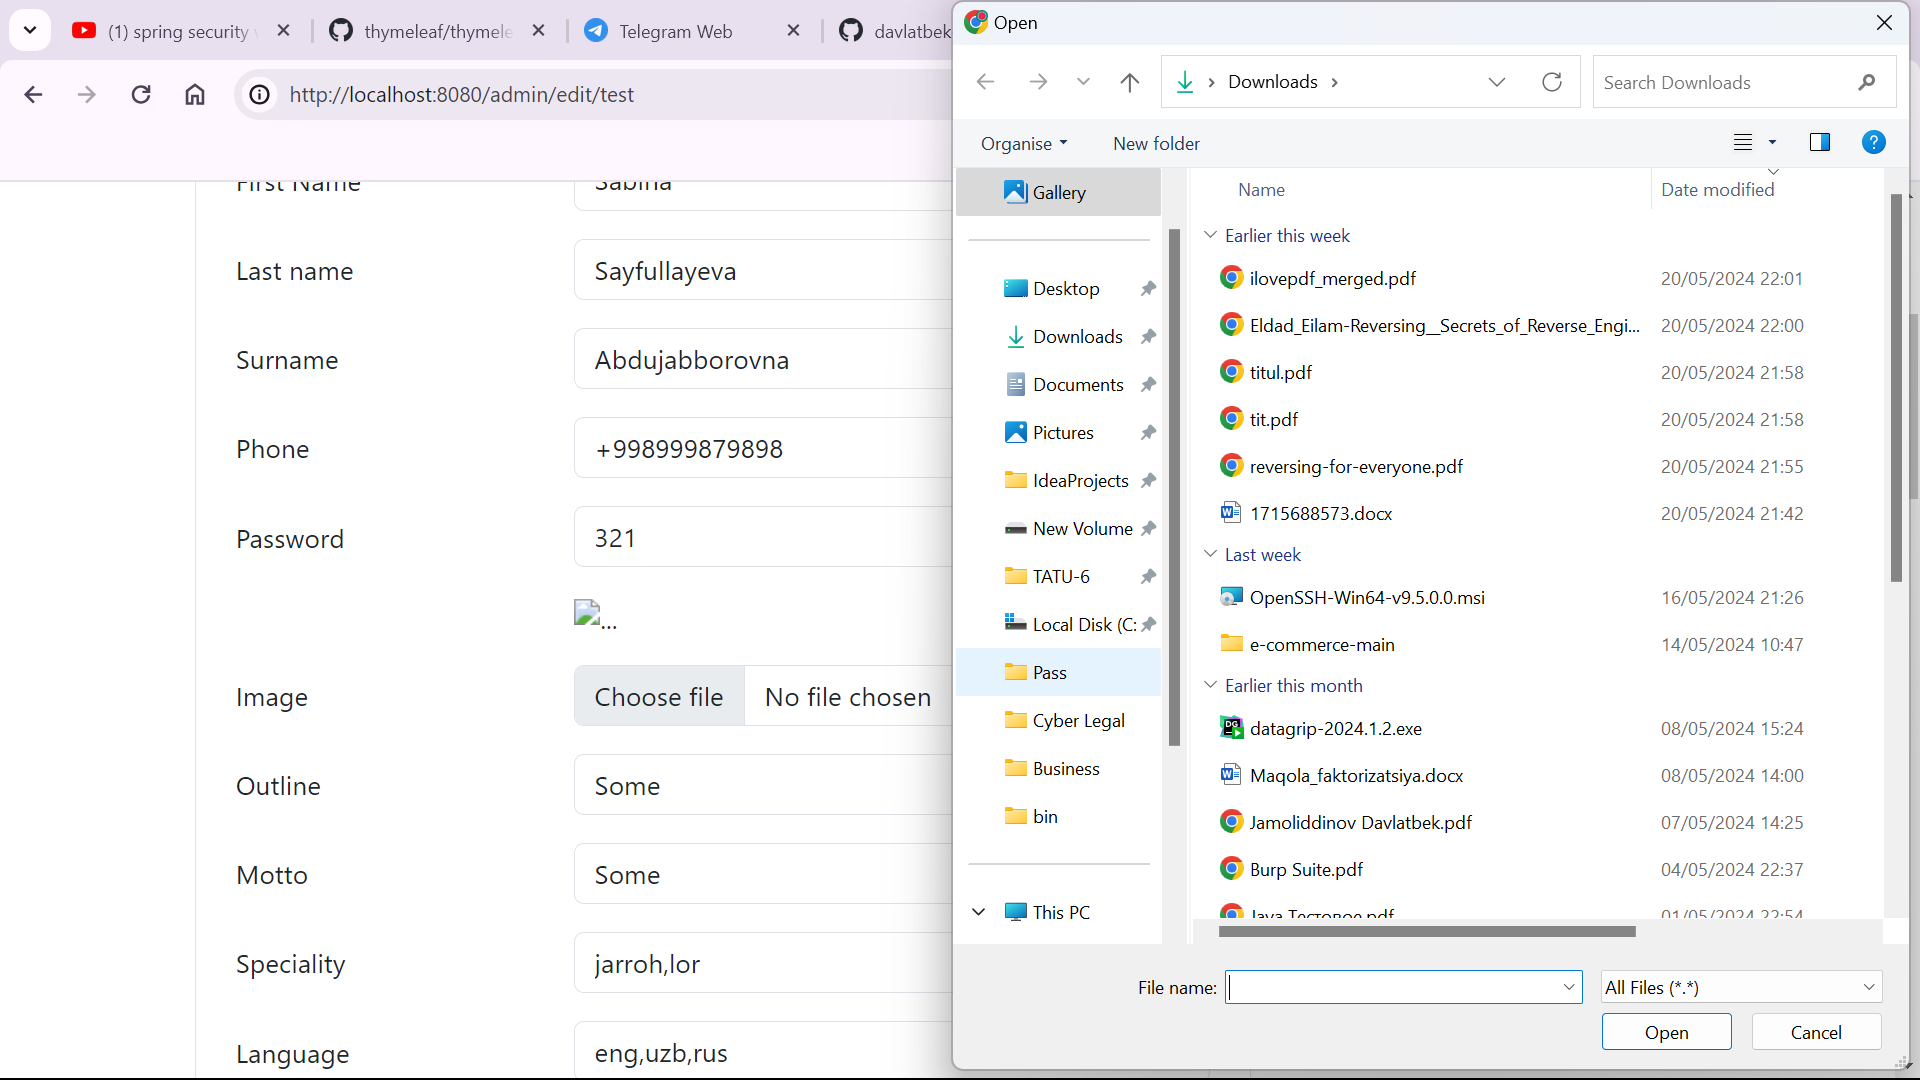 (1) spring security
thymeleaf/thymele
Telegram Web
davlatbek
http://localhost:8080/admin/edit/test
First Name
Sabina
Last name
Sayfullayeva
Surname
Abdujabborovna
Phone
+998999879898
Password
321
...
Image
Choose file
No file chosen
Outline
Some
Motto
Some
Speciality
jarroh,lor
Language
eng,uzb,rus
Open
Downloads
Search Downloads
Organise
New folder
Gallery
Desktop
Downloads
Documents
Pictures
IdeaProjects
New Volume
TATU-6
Local Disk (C:
Pass
Cyber Legal
Business
bin
This PC
Name
Date modified
Earlier this week
ilovepdf_merged.pdf 20/05/2024 22:01
Eldad_Eilam-Reversing__Secrets_of_Reverse_Engi... 20/05/2024 22:00
titul.pdf 20/05/2024 21:58
tit.pdf 20/05/2024 21:58
reversing-for-everyone.pdf 20/05/2024 21:55
1715688573.docx 20/05/2024 21:42
Last week
OpenSSH-Win64-v9.5.0.0.msi 16/05/2024 21:26
e-commerce-main 14/05/2024 10:47
Earlier this month
datagrip-2024.1.2.exe 08/05/2024 15:24
Maqola_faktorizatsiya.docx 08/05/2024 14:00
Jamoliddinov Davlatbek.pdf 07/05/2024 14:25
Burp Suite.pdf 04/05/2024 22:37
Java Тестовое.pdf 01/05/2024 22:54
File name:
All Files (*.*)
Open
Cancel